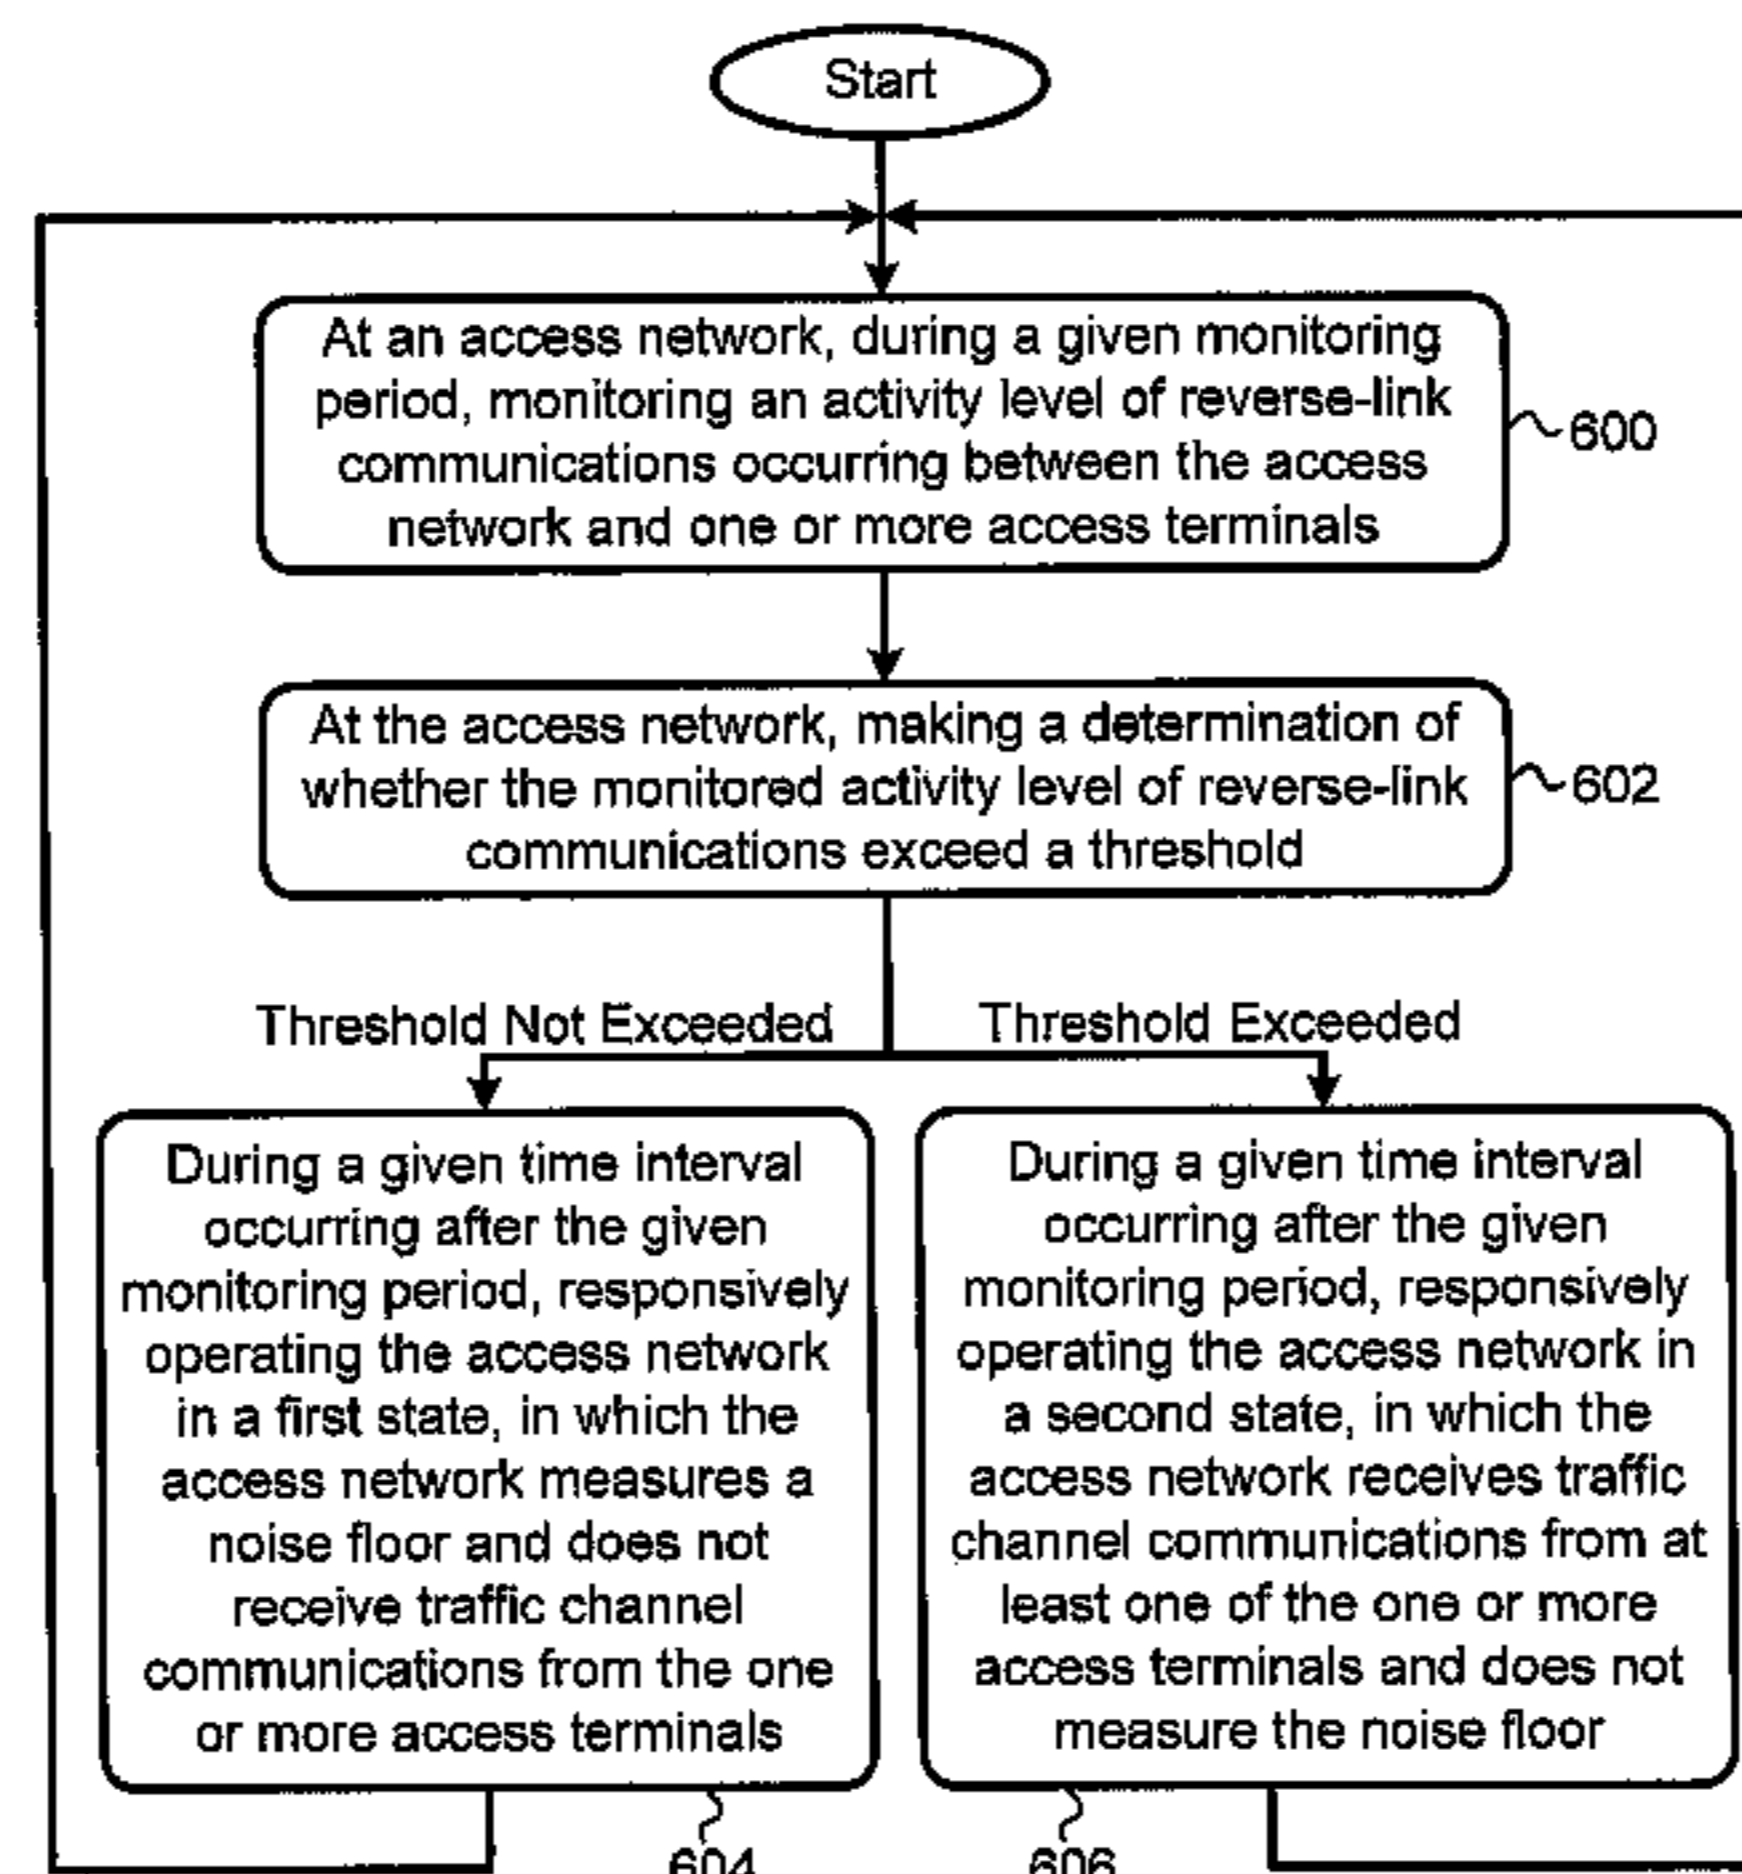 Start
At an access network, during a given monitoring
period, monitoring an activity level of reverse-link
communications occurring between the access
network and one or more access terminals
600
At the access network, making a determination of
whether the monitored activity level of reverse-link
communications exceed a threshold
602
Threshold Not Exceeded
Threshold Exceeded
During a given time interval
occurring after the given
monitoring period, responsively
operating the access network
in a first state, in which the
access network measures a
noise floor and does not
receive traffic channel
communications from the one
or more access terminals
604
During a given time interval
occurring after the given
monitoring period, responsively
operating the access network in
a second state, in which the
access network receives traffic
channel communications from at
least one of the one or more
access terminals and does not
measure the noise floor
606